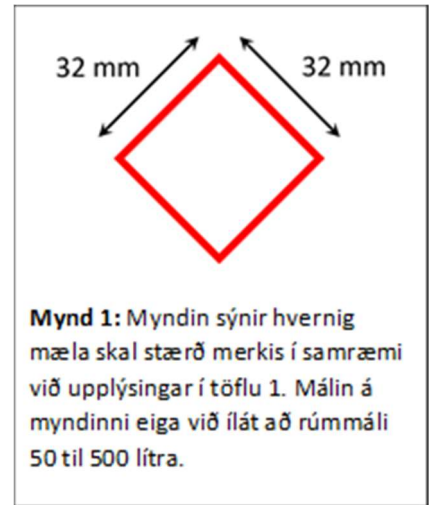 32 mm 32 mm
Mynd 1: Myndin sýnir hvernig
mæla skal stærð merkis í samræmi
við upplýsingar í töflu 1. Málin á
myndinni eiga við ílát að rúmmáli
50 til 500 lítra.